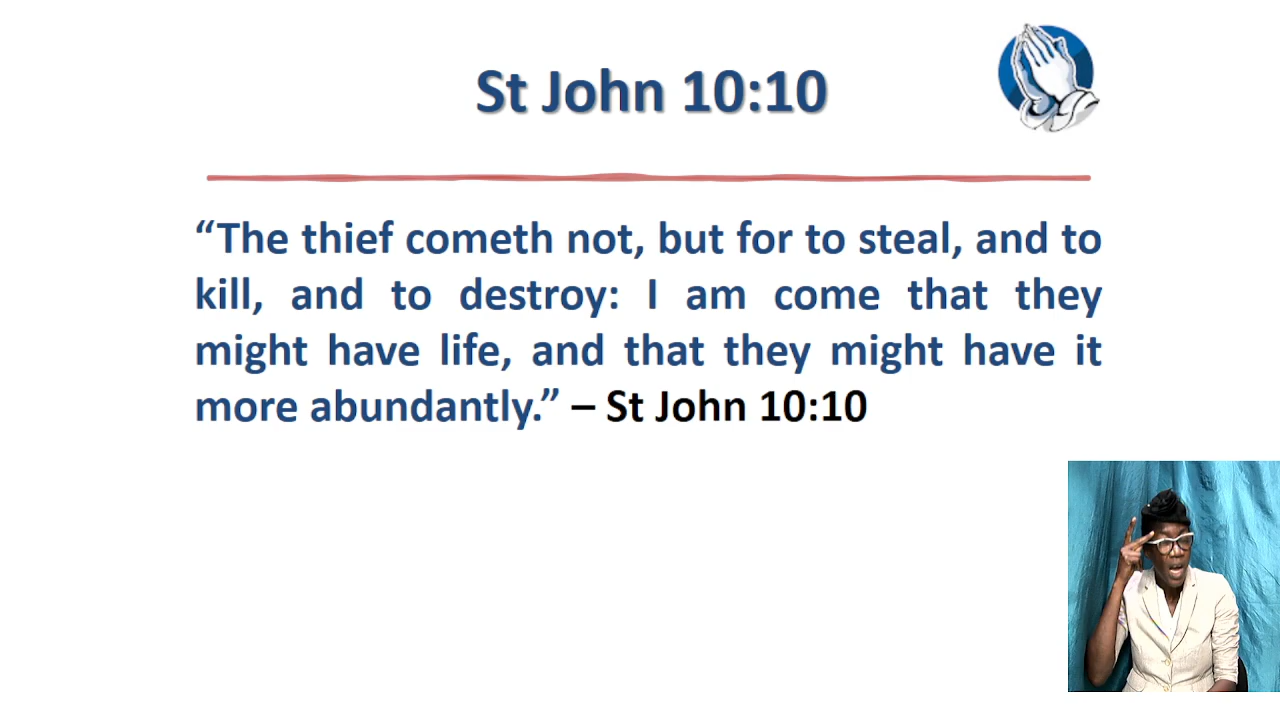 St John 10:10
“The thief cometh not, but for to steal, and to
kill, and to destroy: I am come that they
might have life, and that they might have it
more abundantly.” – St John 10:10